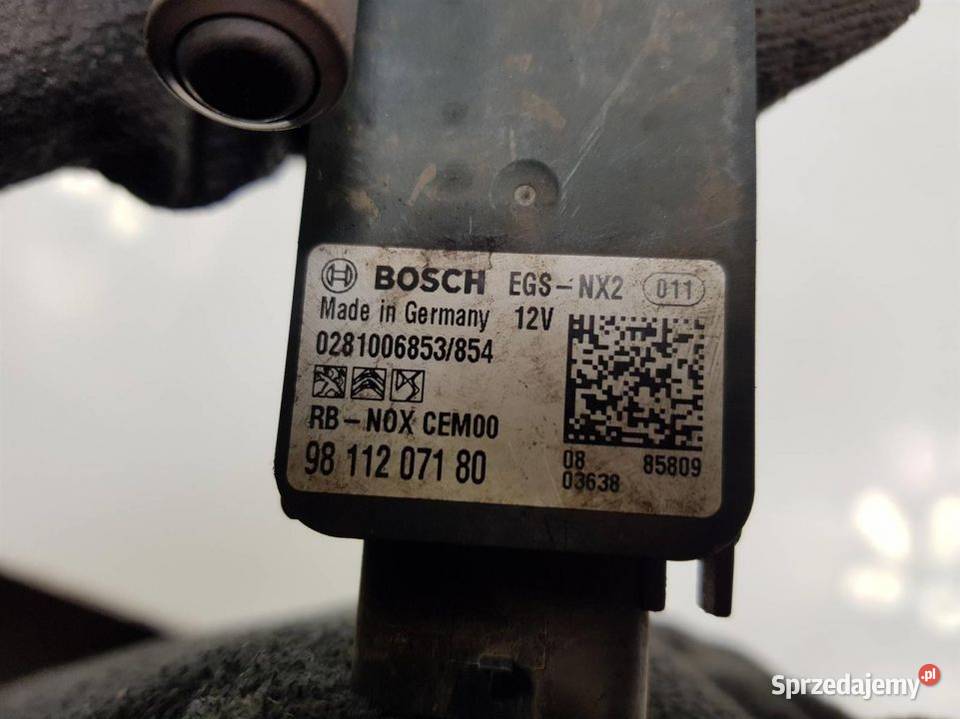 BOSCH EGS-NX2 011
Made in Germany 12V
0281006853/854
RB-NOX CEM00
98 112 071 80
08 85809
03638
Sprzedajemy.pl